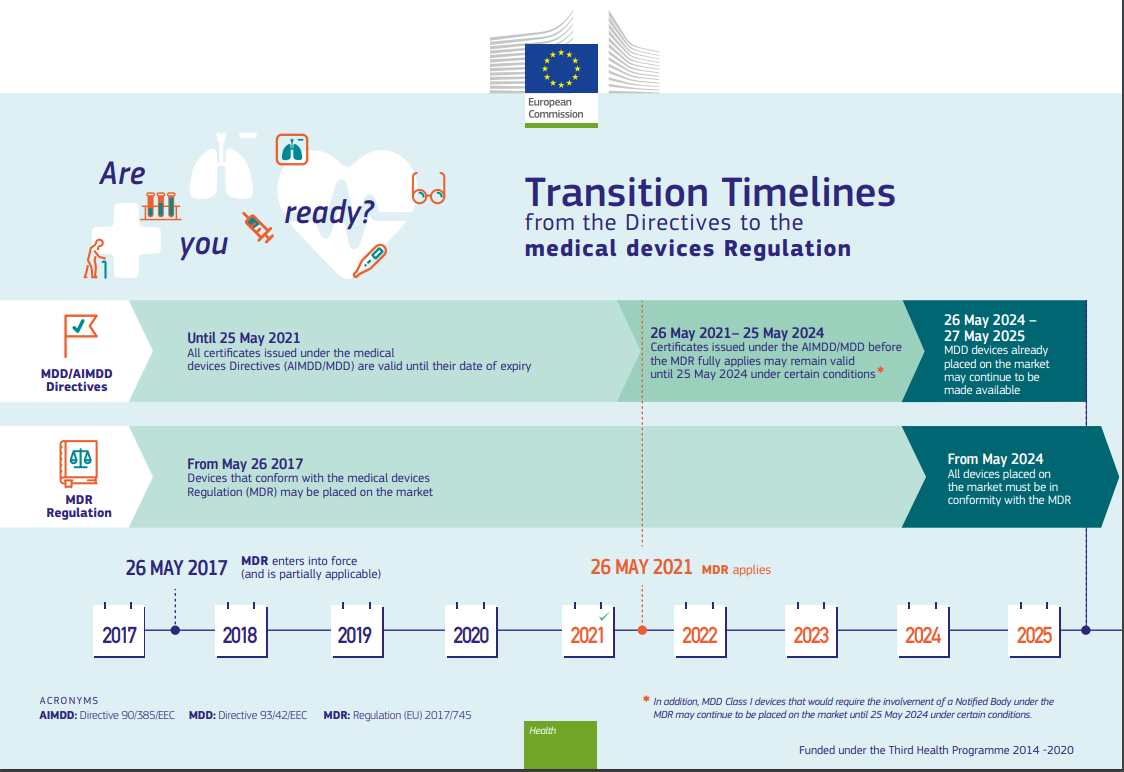 European
Commission
Are
you
ready?
Transition Timelines
from the Directives to the
medical devices Regulation
MDD/AIMDD
Directives
Until 25 May 2021
All certificates issued under the medical
devices Directives (AIMDD/MDD) are valid until their date of expiry
26 May 2021– 25 May 2024
Certificates issued under the AIMDD/MDD before
the MDR fully applies may remain valid
until 25 May 2024 under certain conditions*
26 May 2024 –
27 May 2025
MDD devices already
placed on the market
may continue to be
made available
MDR
Regulation
From May 26 2017
Devices that conform with the medical devices
Regulation (MDR) may be placed on the market
From May 2024
All devices placed on
the market must be in
conformity with the MDR
26 MAY 2017 MDR enters into force
(and is partially applicable)
26 MAY 2021 MDR applies
2017 2018 2019 2020 2021 2022 2023 2024 2025
ACRONYMS
AIMDD: Directive 90/385/EEC MDD: Directive 93/42/EEC MDR: Regulation (EU) 2017/745
* In addition, MDD Class I devices that would require the involvement of a Notified Body under the
MDR may continue to be placed on the market until 25 May 2024 under certain conditions.
Health
Funded under the Third Health Programme 2014 -2020